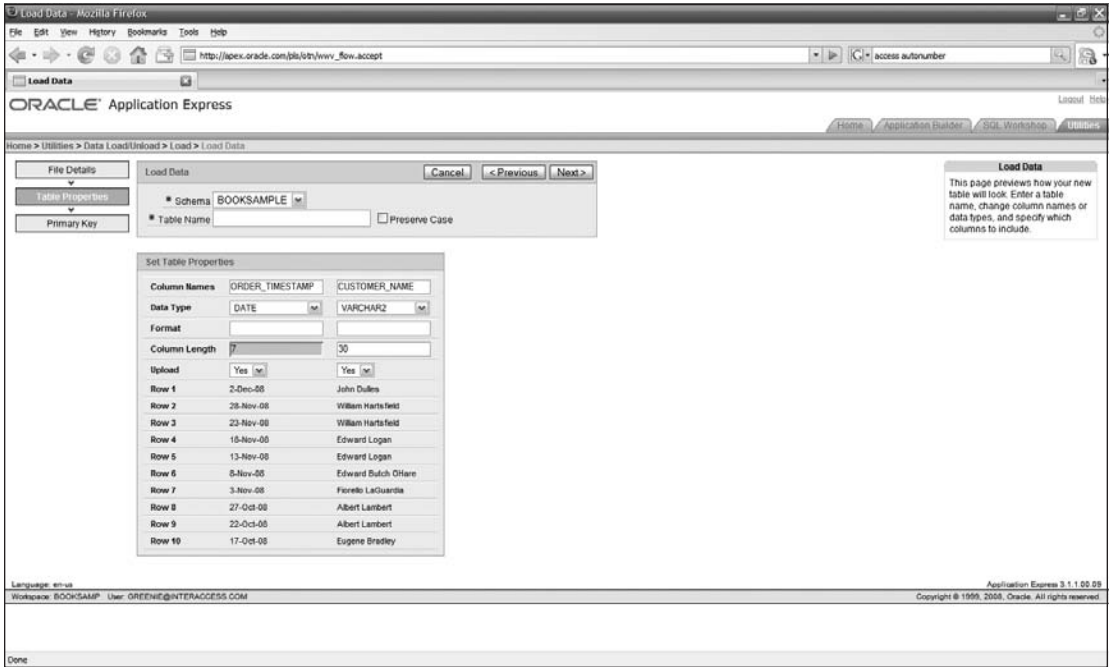 Load Data - Mozilla Firefox
File Edit View History Bookmarks Tools Help
http://apex.oracle.com/pls/otn/wwv_flow.accept
access autonumber
Load Data
ORACLE Application Express
Logout Help
Home Application Builder SQL Workshop Utilities
Home > Utilities > Data Load/Unload > Load > Load Data
File Details
Table Properties
Primary Key
Load Data
Cancel < Previous Next >
* Schema BOOKSAMPLE
* Table Name Preserve Case
Load Data
This page previews how your new
table will look. Enter a table
name, change column names or
data types, and specify which
columns to include.
Set Table Properties
Column Names ORDER_TIMESTAMP CUSTOMER_NAME
Data Type DATE VARCHAR2
Format
Column Length 7 30
Upload Yes Yes
Row 1 2-Dec-08 John Dulles
Row 2 28-Nov-08 William Hartsfield
Row 3 23-Nov-08 William Hartsfield
Row 4 18-Nov-08 Edward Logan
Row 5 13-Nov-08 Edward Logan
Row 6 8-Nov-08 Edward Butch OHare
Row 7 3-Nov-08 Fiorello LaGuardia
Row 8 27-Oct-08 Albert Lambert
Row 9 22-Oct-08 Albert Lambert
Row 10 17-Oct-08 Eugene Bradley
Language: en-us
Application Express 3.1.1.00.09
Workspace: BOOKSAMP User: GREENIE@INTERACCESS.COM
Copyright © 1999, 2008, Oracle. All rights reserved.
Done